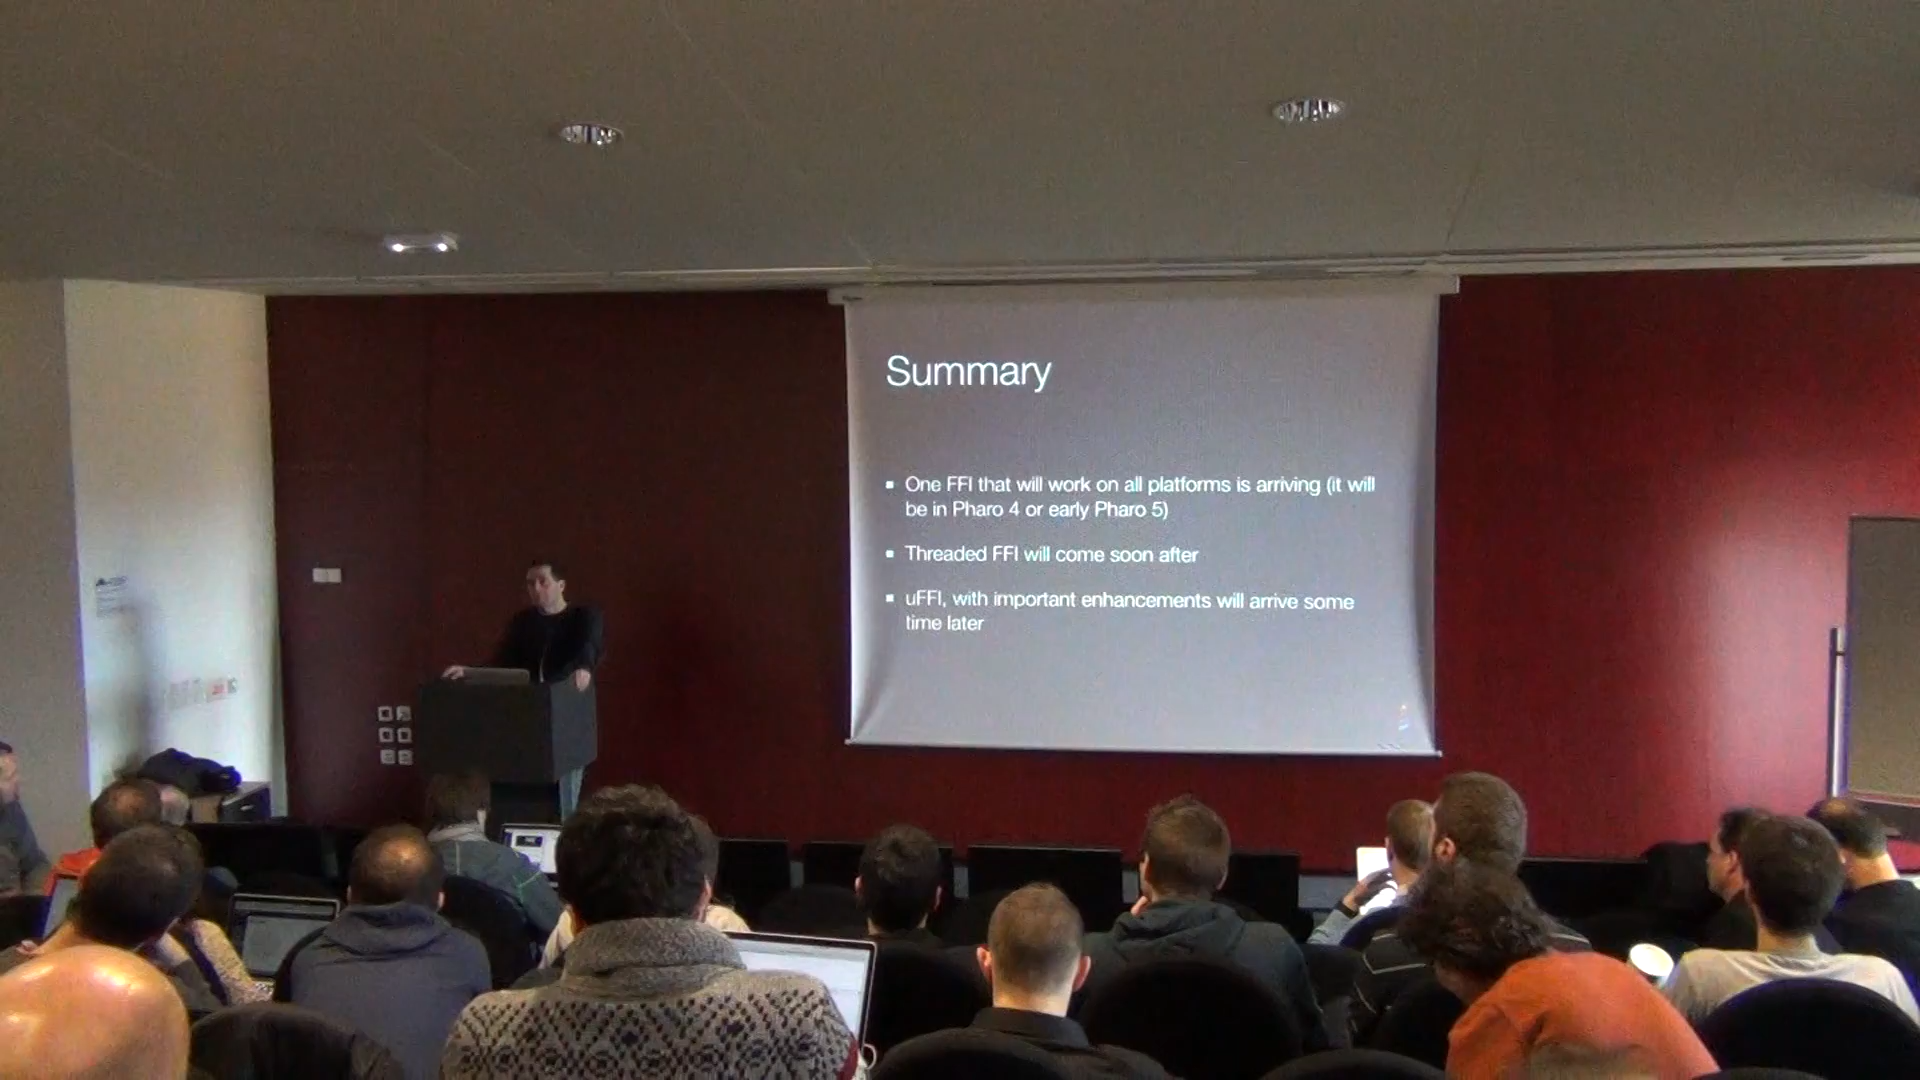 Summary
One FFI that will work on all platforms is arriving (it will
be in Pharo 4 or early Pharo 5)
Threaded FFI will come soon after
uFFI, with important enhancements will arrive some
time later